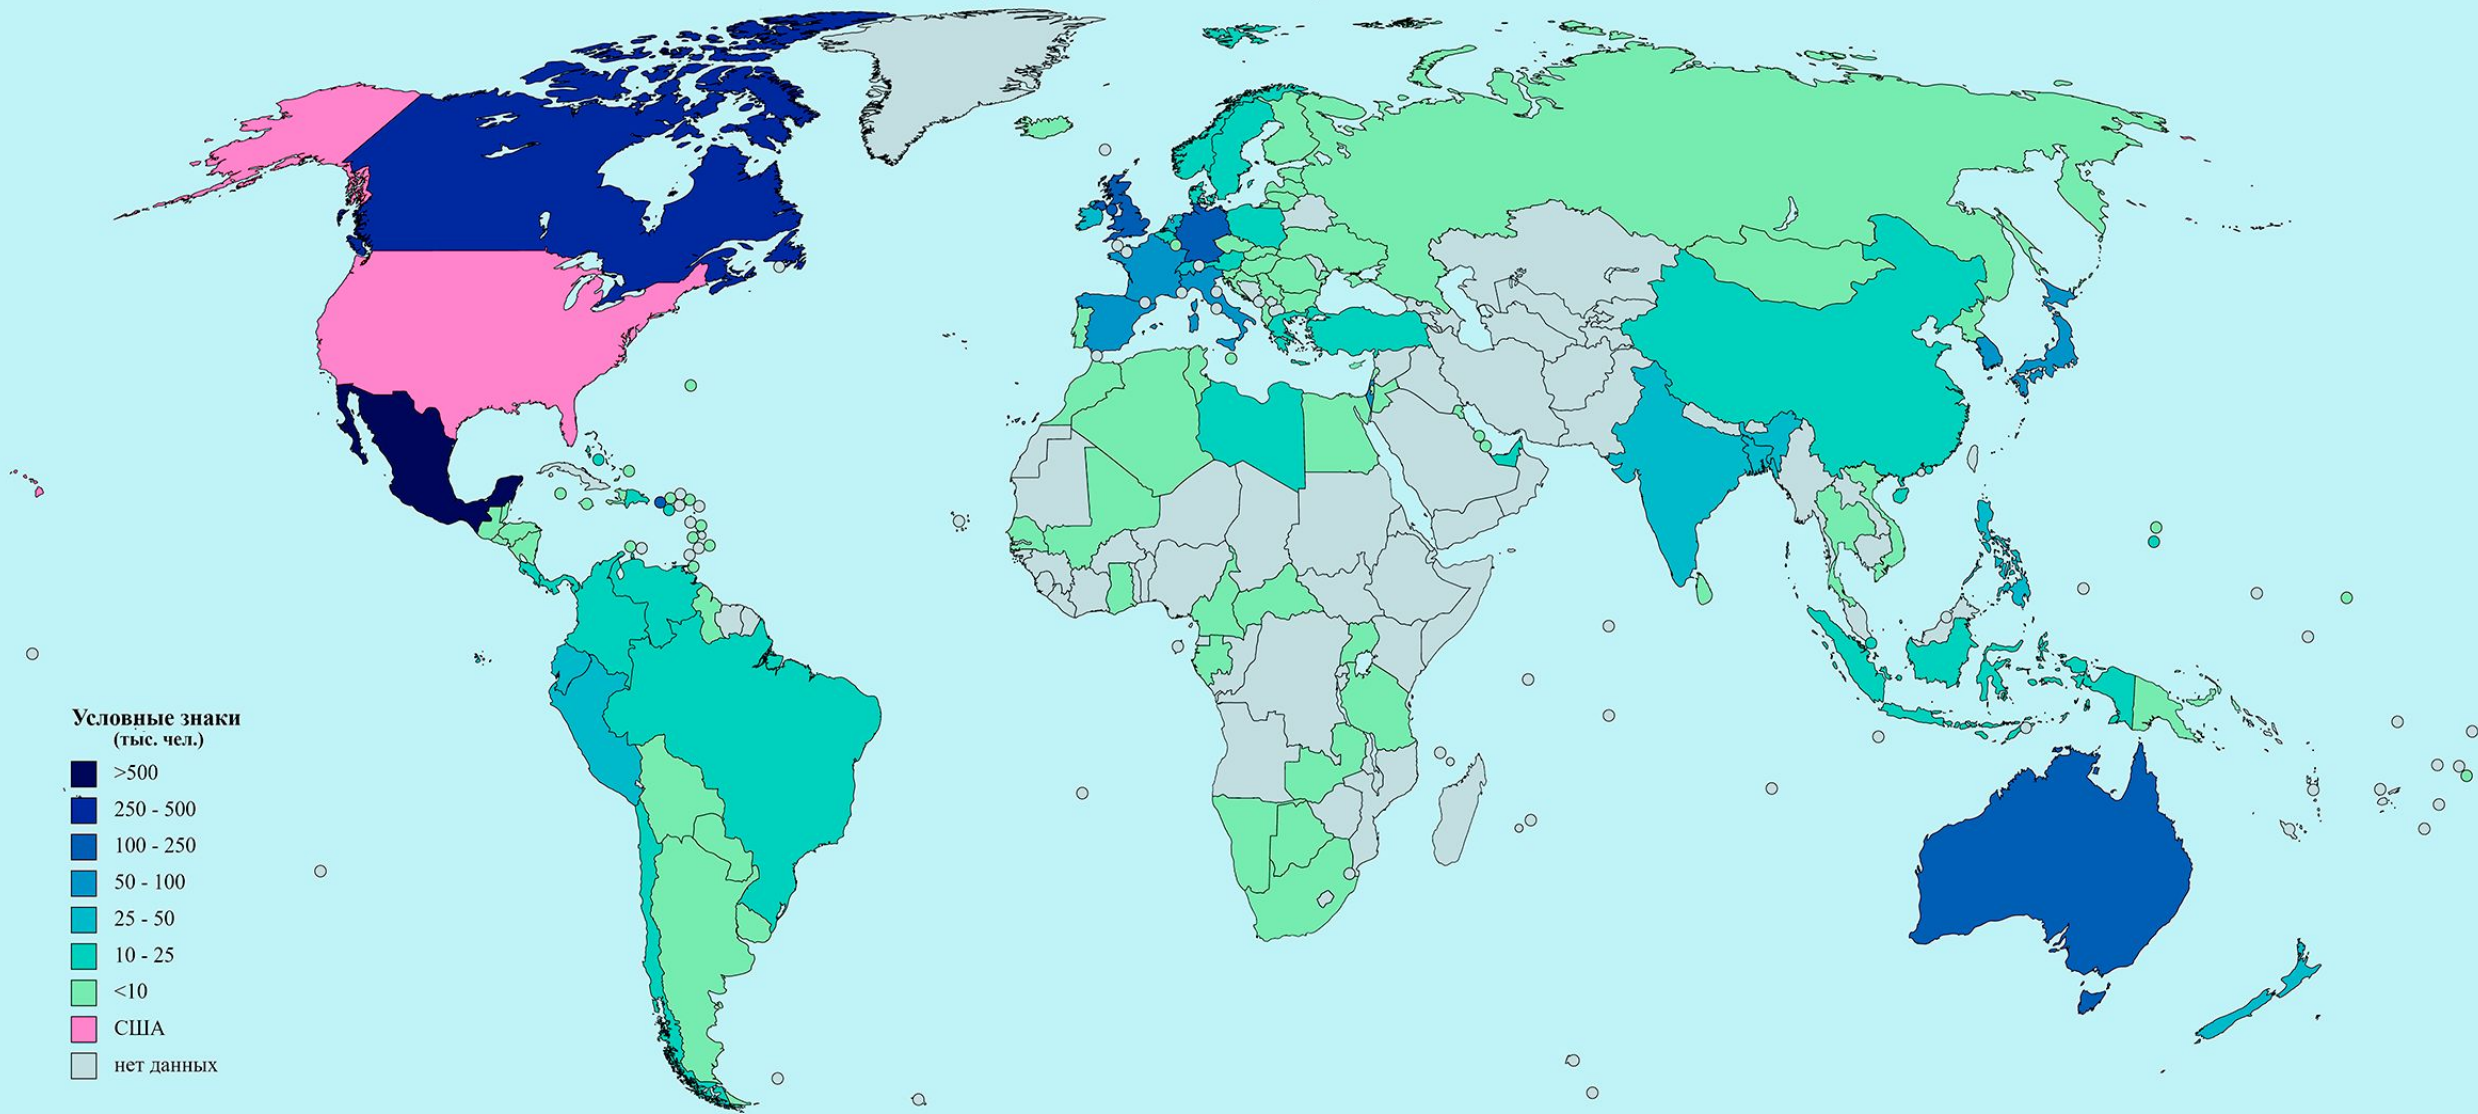 Условные знаки
(тыс. чел.)
>500
250 - 500
100 - 250
50 - 100
25 - 50
10 - 25
<10
США
нет данных